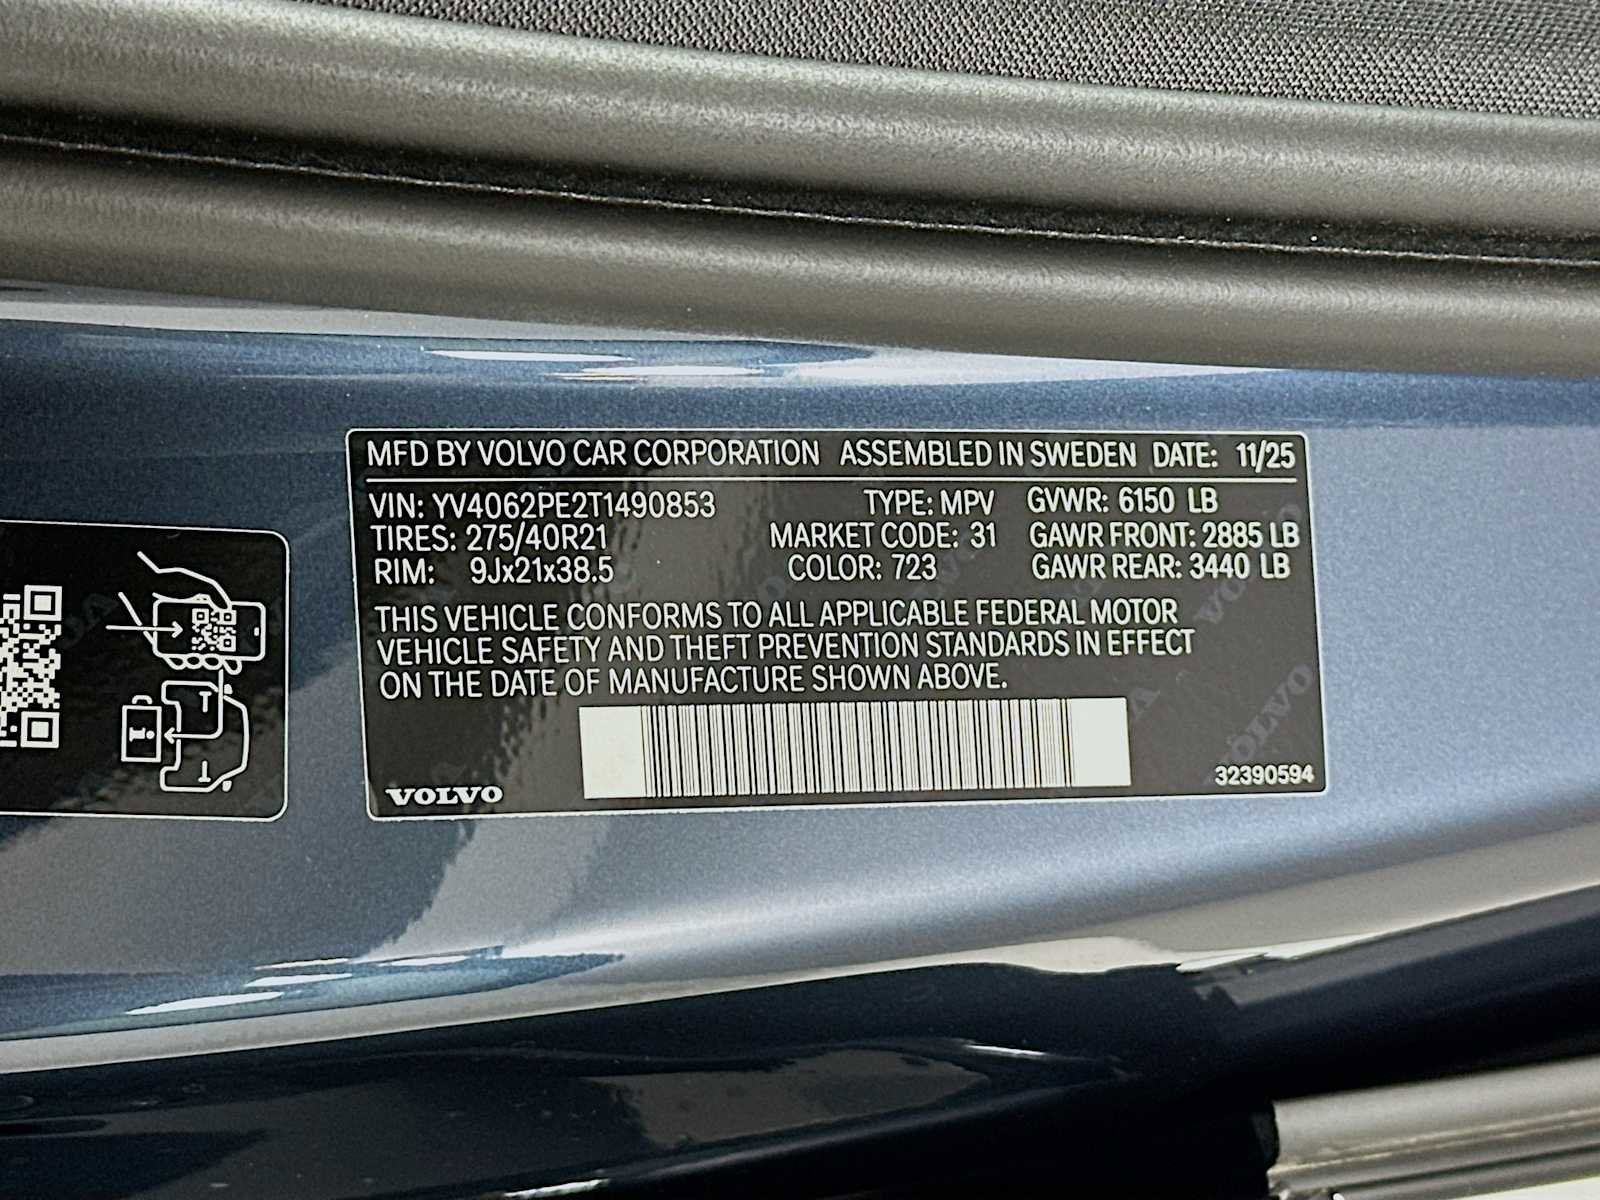 MFD BY VOLVO CAR CORPORATION ASSEMBLED IN SWEDEN DATE: 11/25
VIN: YV4062PE2T1490853 TYPE: MPV GVWR: 6150 LB
TIRES: 275/40R21 MARKET CODE: 31 GAWR FRONT: 2885 LB
RIM: 9Jx21x38.5 COLOR: 723 GAWR REAR: 3440 LB
THIS VEHICLE CONFORMS TO ALL APPLICABLE FEDERAL MOTOR
VEHICLE SAFETY AND THEFT PREVENTION STANDARDS IN EFFECT
ON THE DATE OF MANUFACTURE SHOWN ABOVE.
VOLVO 32390594